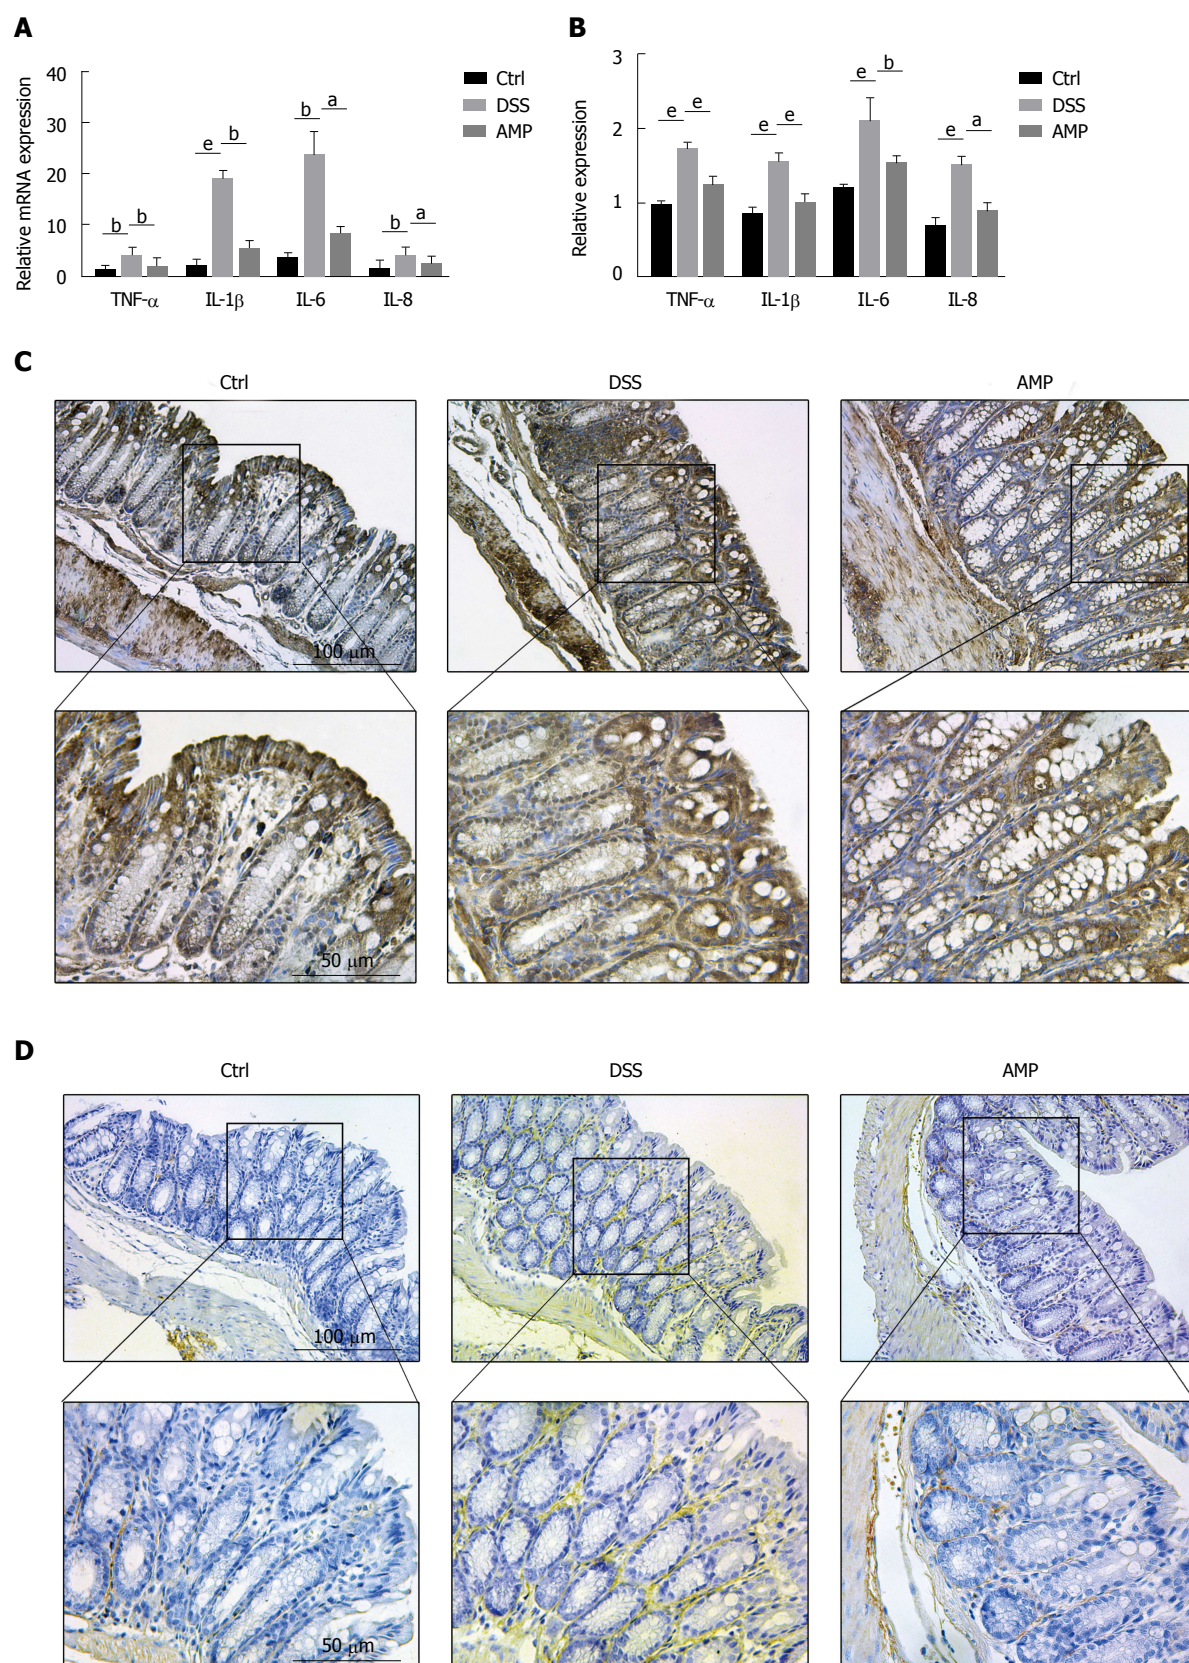 A
Relative mRNA expression
40
30
20
10
0
b
b
e
b
b
a
b
a
TNF-α
IL-1β
IL-6
IL-8
Ctrl
DSS
AMP
B
Relative expression
3
2
1
0
e
e
e
e
e
b
e
a
TNF-α
IL-1β
IL-6
IL-8
Ctrl
DSS
AMP
C
Ctrl
DSS
AMP
100 μm
50 μm
D
Ctrl
DSS
AMP
100 μm
50 μm